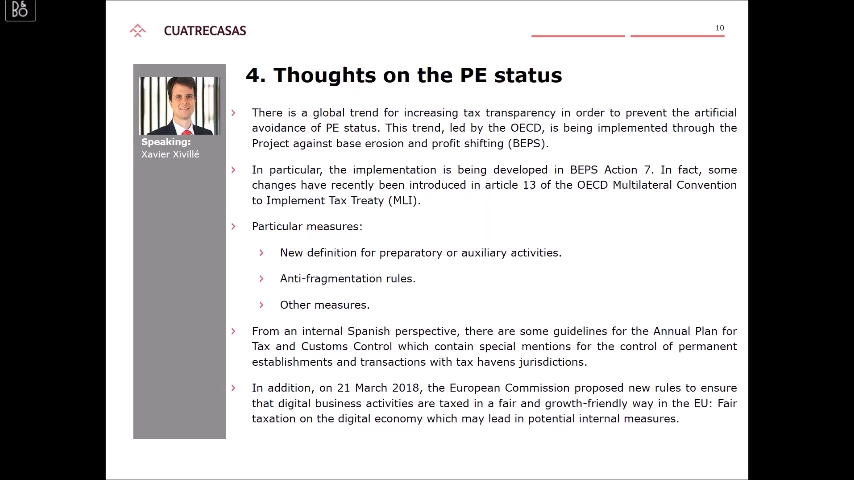 B&
BO
CUATRECASAS
10
4. Thoughts on the PE status
Speaking:
Xavier Xivillé
There is a global trend for increasing tax transparency in order to prevent the artificial
avoidance of PE status. This trend, led by the OECD, is being implemented through the
Project against base erosion and profit shifting (BEPS).
In particular, the implementation is being developed in BEPS Action 7. In fact, some
changes have recently been introduced in article 13 of the OECD Multilateral Convention
to Implement Tax Treaty (MLI).
Particular measures:
New definition for preparatory or auxiliary activities.
Anti-fragmentation rules.
Other measures.
From an internal Spanish perspective, there are some guidelines for the Annual Plan for
Tax and Customs Control which contain special mentions for the control of permanent
establishments and transactions with tax havens jurisdictions.
In addition, on 21 March 2018, the European Commission proposed new rules to ensure
that digital business activities are taxed in a fair and growth-friendly way in the EU: Fair
taxation on the digital economy which may lead in potential internal measures.